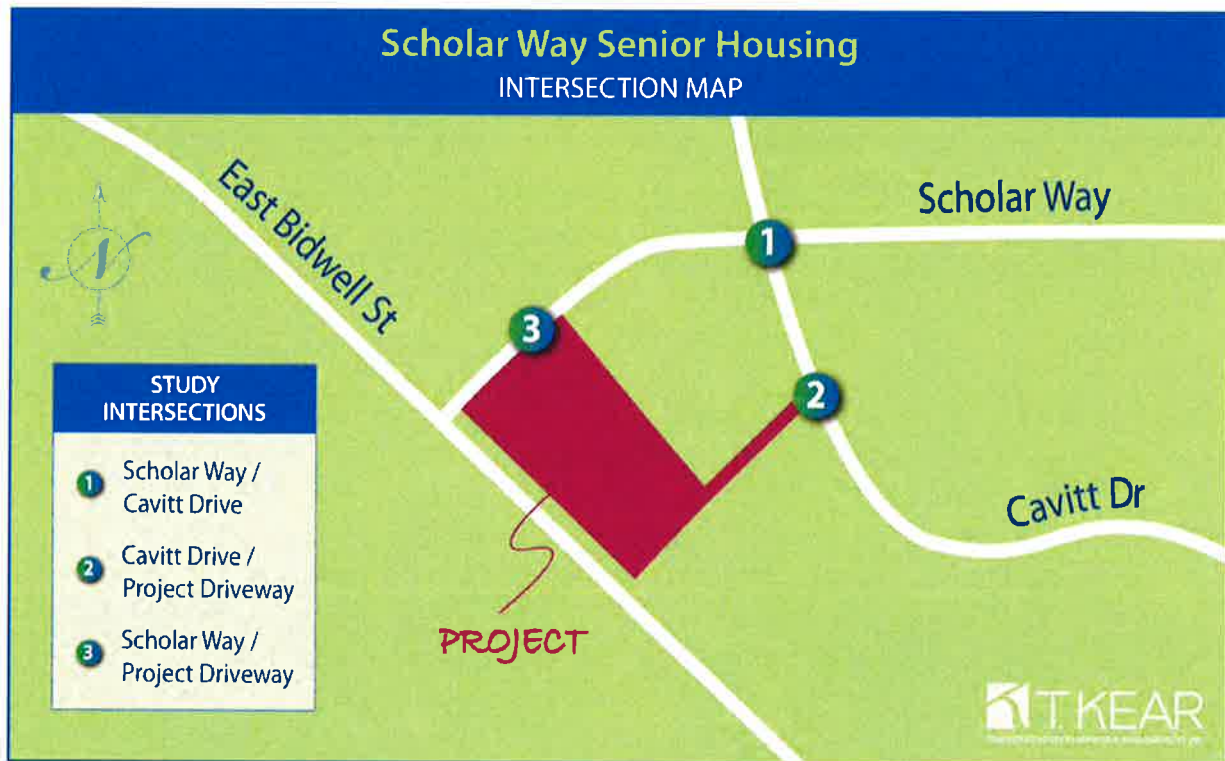 Scholar Way Senior Housing
INTERSECTION MAP
East Bidwell St
Scholar Way
1
3
2
N
STUDY
INTERSECTIONS
1 Scholar Way /
Cavitt Drive
2 Cavitt Drive /
Project Driveway
3 Scholar Way /
Project Driveway
Cavitt Dr
PROJECT
T. KEAR